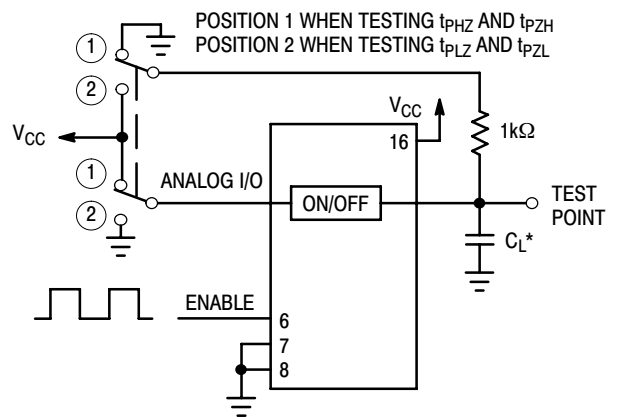 POSITION 1 WHEN TESTING tPHZ AND tPZH
POSITION 2 WHEN TESTING tPLZ AND tPZL
1
2
VCC
VCC
16
1kΩ
1
ANALOG I/O
ON/OFF
TEST
POINT
2
CL*
ENABLE
6
7
8